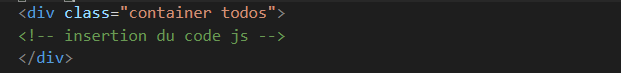 <div class="container todos">
<!-- insertion du code js -->
</div>